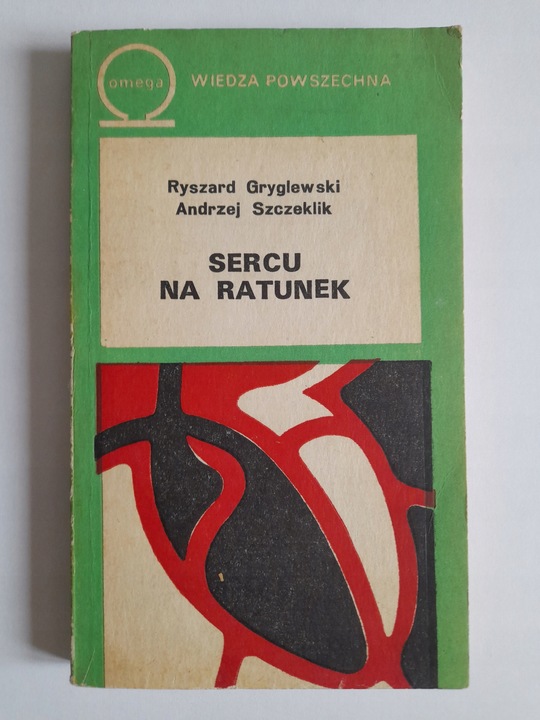 omega
WIEDZA POWSZECHNA
Ryszard Gryglewski
Andrzej Szczeklik
SERCU
NA RATUNEK